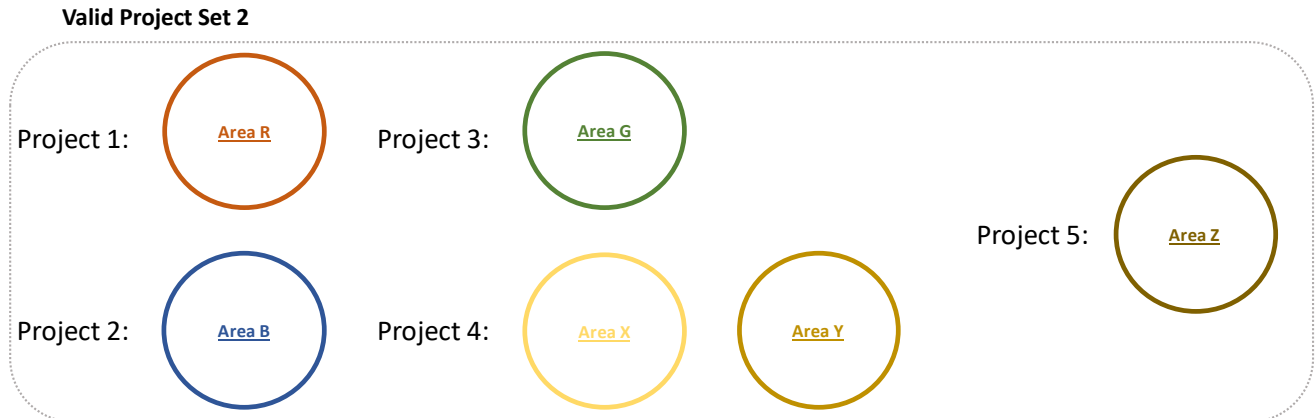 Valid Project Set 2
Project 1:
Area R
Project 3:
Area G
Project 5:
Area Z
Project 2:
Area B
Project 4:
Area X
Area Y